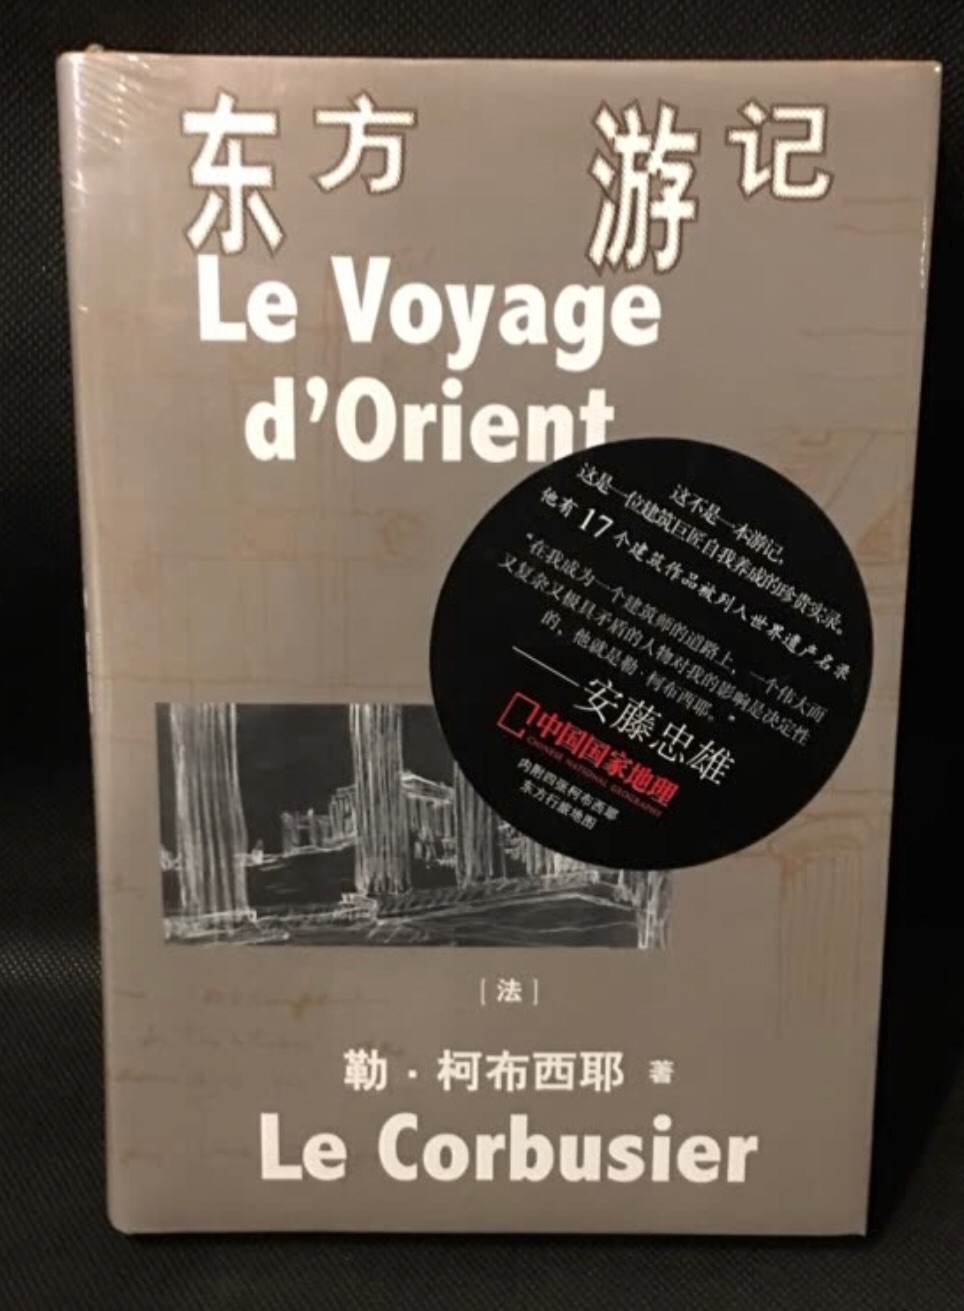 东方 游记
Le Voyage
d'Orient
这不是一本游记,
这是一位建筑巨匠自我养成的珍贵实录。
他有17个建筑作品被列入世界遗产名录
“在我成为一个建筑师的道路上，一个伟大而
又复杂又极具矛盾的人物对我的影响是决定性
的，他就是勒·柯布西耶。”
——安藤忠雄
中国国家地理
CHINESE NATIONAL GEOGRAPHY
内附四张柯布西耶
东方行旅地图
[法]
勒·柯布西耶 著
Le Corbusier